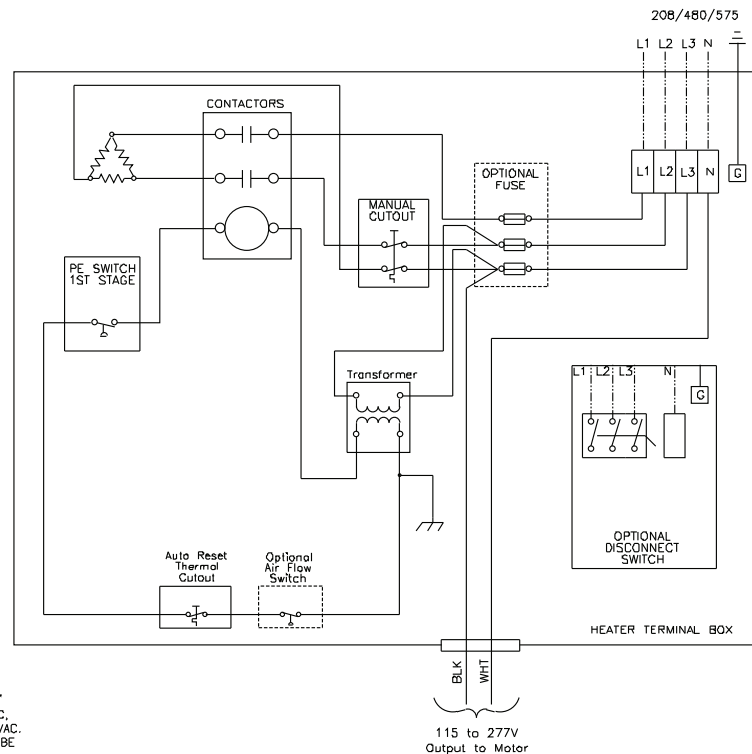 208/480/575
L1 L2 L3 N
CONTACTORS
L1 L2 L3 N
G
OPTIONAL
FUSE
MANUAL
CUTOUT
PE SWITCH
1ST STAGE
Transformer
L1 L2 L3 N
G
OPTIONAL
DISCONNECT
SWITCH
Auto Reset
Thermal
Cutout
Optional
Air Flow
Switch
HEATER TERMINAL BOX
BLK
WHT
C,
VAC.
BE
115 to 277V
Output to Motor